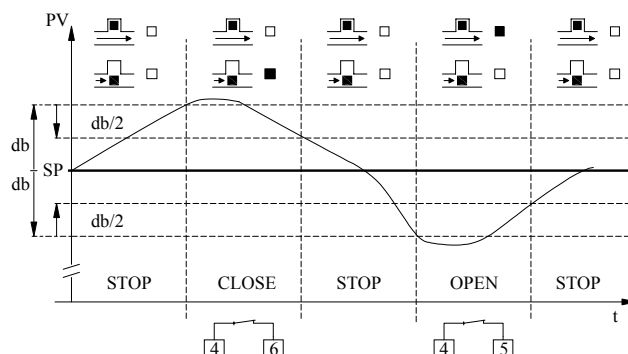 PV
db/2
db
SP
db
db/2
STOP CLOSE STOP OPEN STOP
t
4 6 4 5